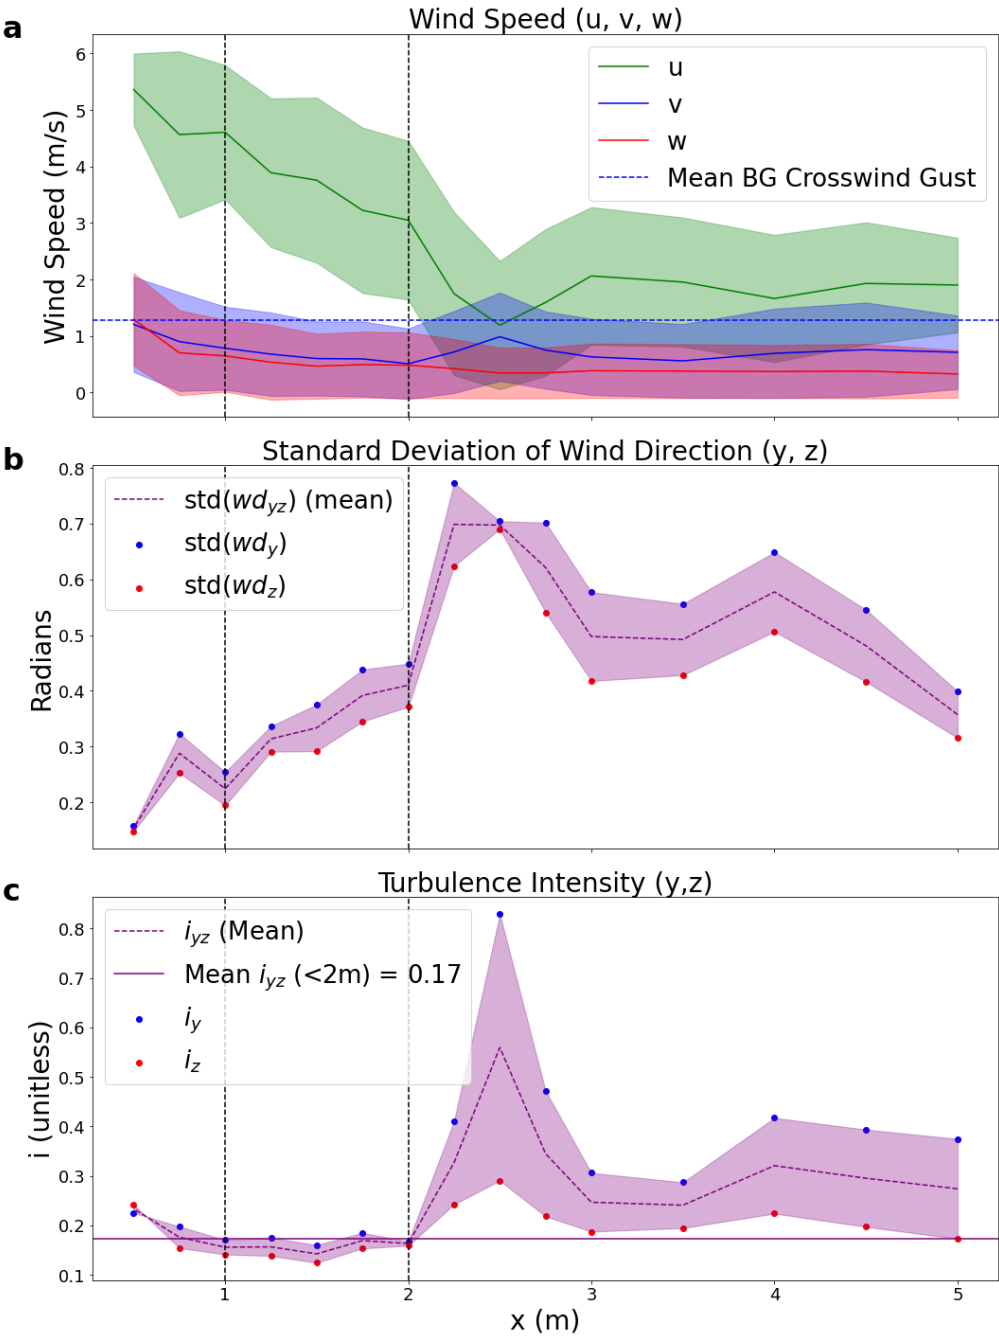 a
Wind Speed (u, v, w)
Wind Speed (m/s)
6
5
4
3
2
1
0
u
v
w
Mean BG Crosswind Gust
b
Standard Deviation of Wind Direction (y, z)
Radians
0.8
0.7
0.6
0.5
0.4
0.3
0.2
std(wd_yz) (mean)
std(wd_y)
std(wd_z)
c
Turbulence Intensity (y,z)
i (unitless)
0.8
0.7
0.6
0.5
0.4
0.3
0.2
0.1
i_yz (Mean)
Mean i_yz (<2m) = 0.17
i_y
i_z
1 2 3 4 5
x (m)